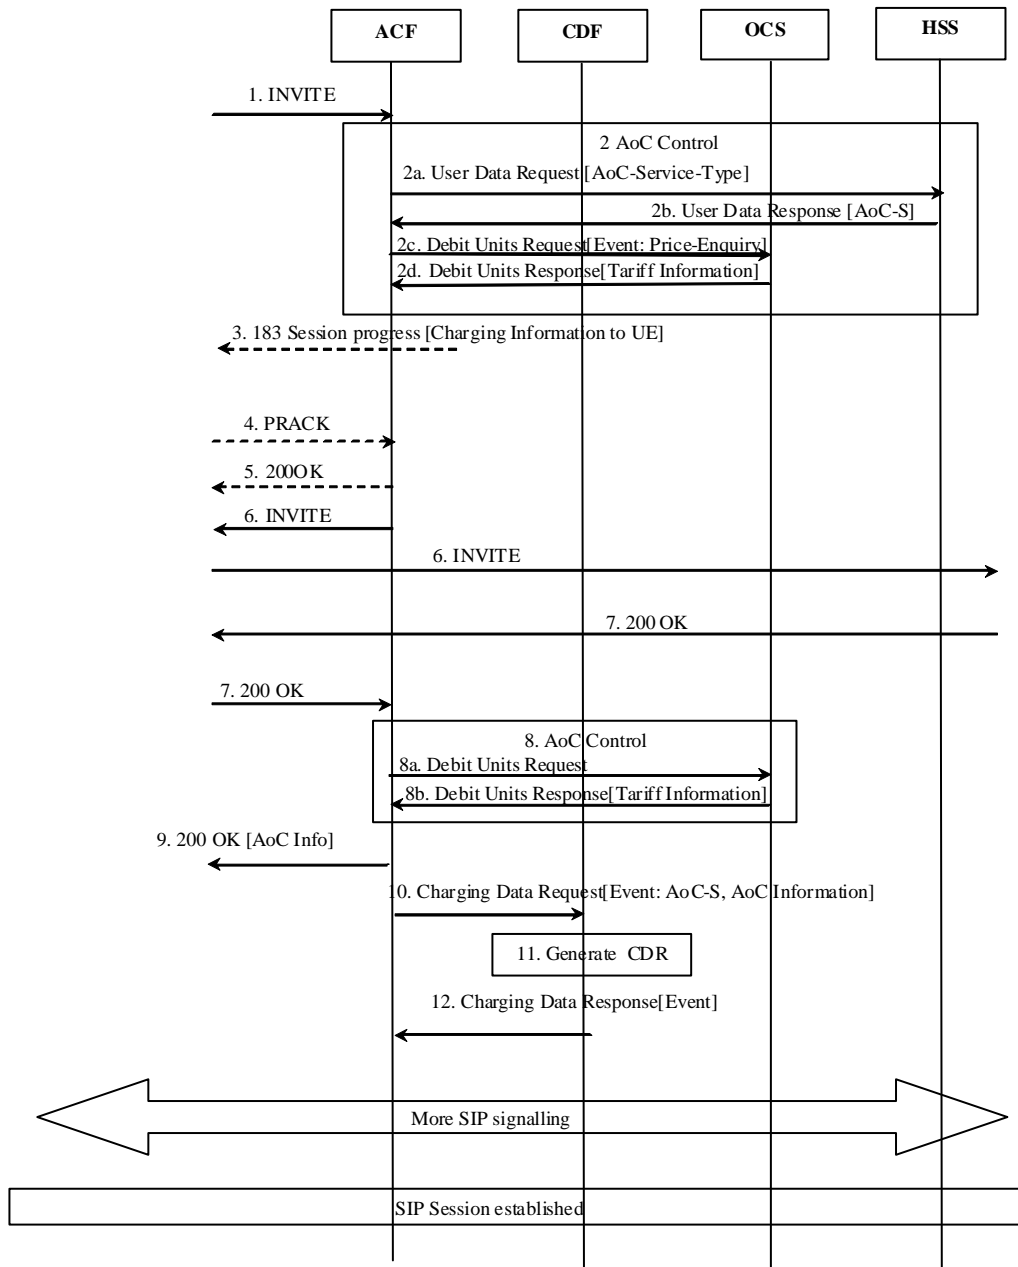 ACF
CDF
OCS
HSS
1. INVITE
2 AoC Control
2a. User Data Request [AoC-Service-Type]
2b. User Data Response [AoC-S]
2c. Debit Units Request[Event: Price-Enquiry]
2d. Debit Units Response[Tariff Information]
3. 183 Session progress [Charging Information to UE]
4. PRACK
5. 200OK
6. INVITE
6. INVITE
7. 200 OK
7. 200 OK
8. AoC Control
8a. Debit Units Request
8b. Debit Units Response[Tariff Information]
9. 200 OK [AoC Info]
10. Charging Data Request[Event: AoC-S, AoC Information]
11. Generate CDR
12. Charging Data Response[Event]
More SIP signalling
SIP Session established